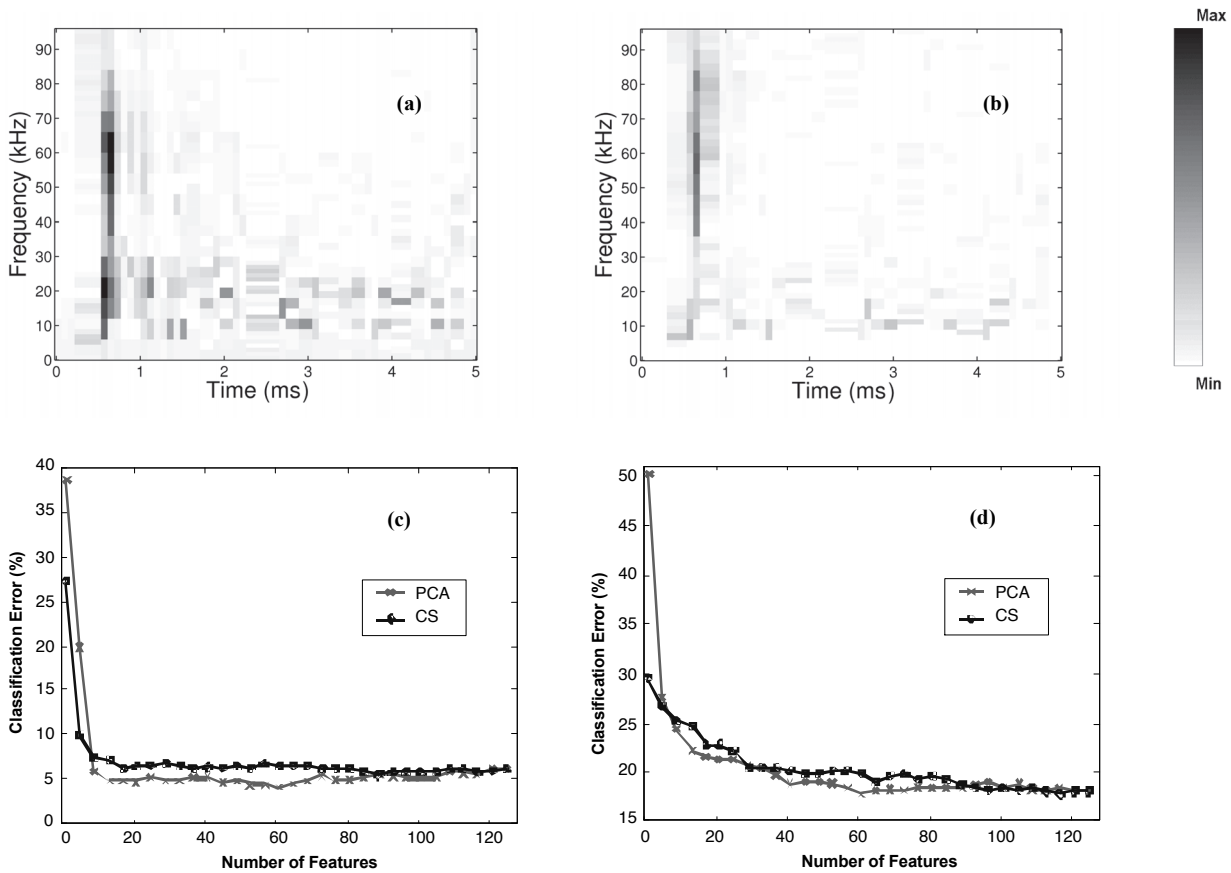 Max
Min
(a)
90
80
70
60
50
40
30
20
10
0
Frequency (kHz)
0 1 2 3 4 5
Time (ms)
(b)
90
80
70
60
50
40
30
20
10
0
Frequency (kHz)
0 1 2 3 4 5
Time (ms)
(c)
40
35
30
25
20
15
10
5
0
Classification Error (%)
PCA
CS
0 20 40 60 80 100 120
Number of Features
(d)
50
45
40
35
30
25
20
15
Classification Error (%)
PCA
CS
0 20 40 60 80 100 120
Number of Features